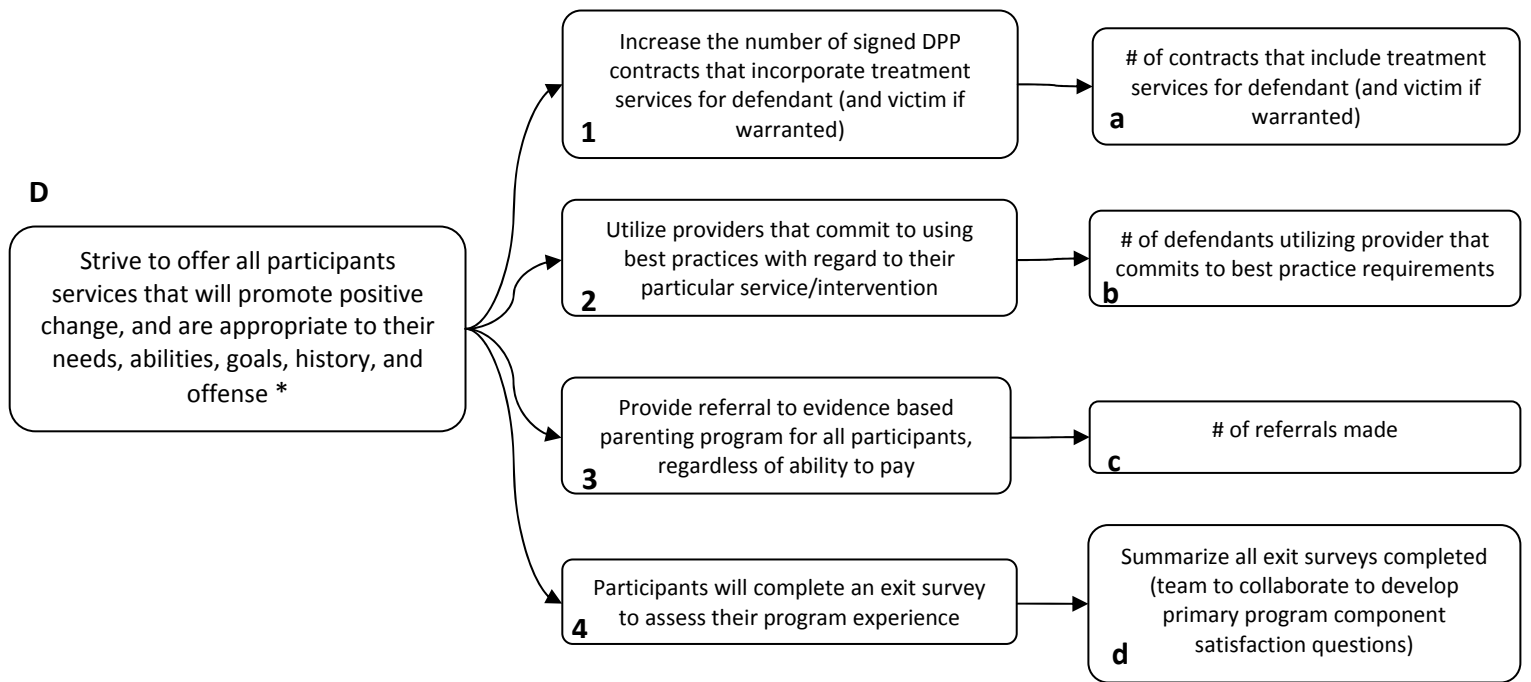 D
Strive to offer all participants
services that will promote positive
change, and are appropriate to their
needs, abilities, goals, history, and
offense *
Increase the number of signed DPP
contracts that incorporate treatment
services for defendant (and victim if
warranted)
1
# of contracts that include treatment
services for defendant (and victim if
warranted)
a
Utilize providers that commit to using
best practices with regard to their
particular service/intervention
2
# of defendants utilizing provider that
commits to best practice requirements
b
Provide referral to evidence based
parenting program for all participants,
regardless of ability to pay
3
# of referrals made
c
Participants will complete an exit survey
to assess their program experience
4
Summarize all exit surveys completed
(team to collaborate to develop
primary program component
satisfaction questions)
d